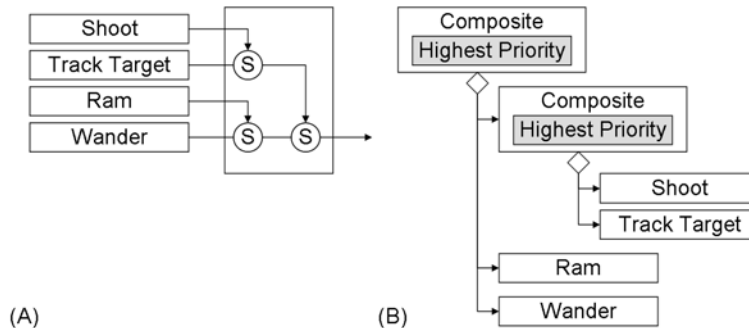 Shoot
Track Target
Ram
Wander
S
S
S
S
(A)
Composite
Highest Priority
Composite
Highest Priority
Shoot
Track Target
Ram
Wander
(B)